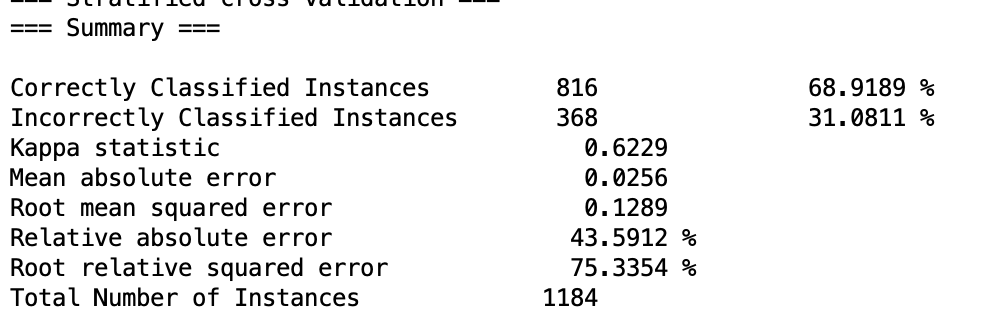 === Stratified cross-validation ===
=== Summary ===
Correctly Classified Instances 816 68.9189 %
Incorrectly Classified Instances 368 31.0811 %
Kappa statistic 0.6229
Mean absolute error 0.0256
Root mean squared error 0.1289
Relative absolute error 43.5912 %
Root relative squared error 75.3354 %
Total Number of Instances 1184